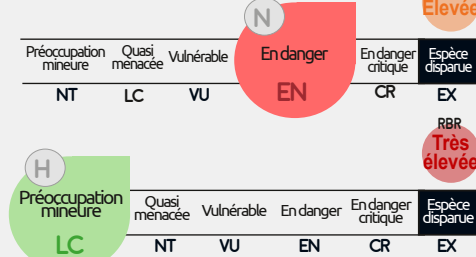 Élevée
N
Préoccupation mineure
Quasi menacée
Vulnérable
En danger
En danger critique
Espèce disparue
NT LC VU EN CR EX
RBR
Très élevée
H
Préoccupation mineure
Quasi menacée
Vulnérable
En danger
En danger critique
Espèce disparue
LC NT VU EN CR EX